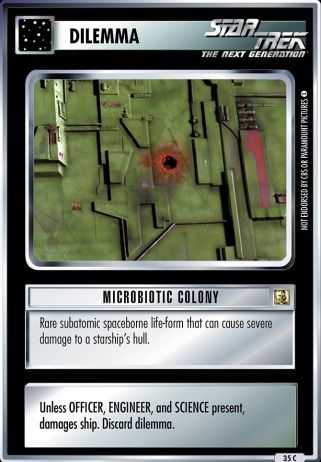 DILEMMA
STAR TREK
THE NEXT GENERATION
NOT ENDORSED BY CBS OR PARAMOUNT PICTURES
MICROBIOTIC COLONY
Rare subatomic spaceborne life-form that can cause severe
damage to a starship's hull.
Unless OFFICER, ENGINEER, and SCIENCE present,
damages ship. Discard dilemma.
35 C